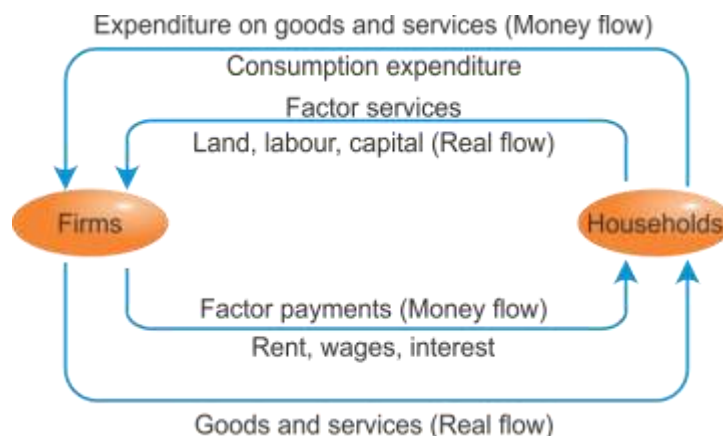 Expenditure on goods and services (Money flow)
Consumption expenditure
Factor services
Land, labour, capital (Real flow)
Firms
Households
Factor payments (Money flow)
Rent, wages, interest
Goods and services (Real flow)